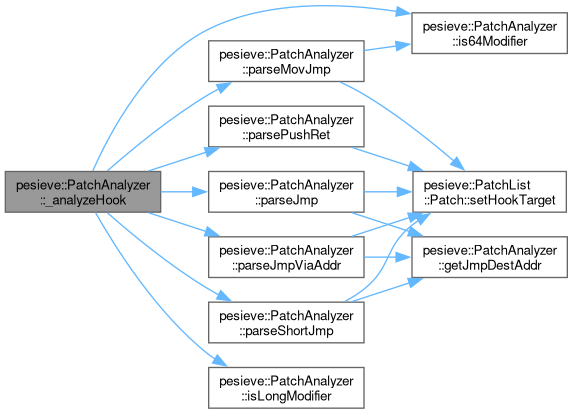 pesieve::PatchAnalyzer
::_analyzeHook
pesieve::PatchAnalyzer
::is64Modifier
pesieve::PatchAnalyzer
::parseMovJmp
pesieve::PatchAnalyzer
::parsePushRet
pesieve::PatchAnalyzer
::parseJmp
pesieve::PatchList
::Patch::setHookTarget
pesieve::PatchAnalyzer
::parseJmpViaAddr
pesieve::PatchAnalyzer
::getJmpDestAddr
pesieve::PatchAnalyzer
::parseShortJmp
pesieve::PatchAnalyzer
::isLongModifier